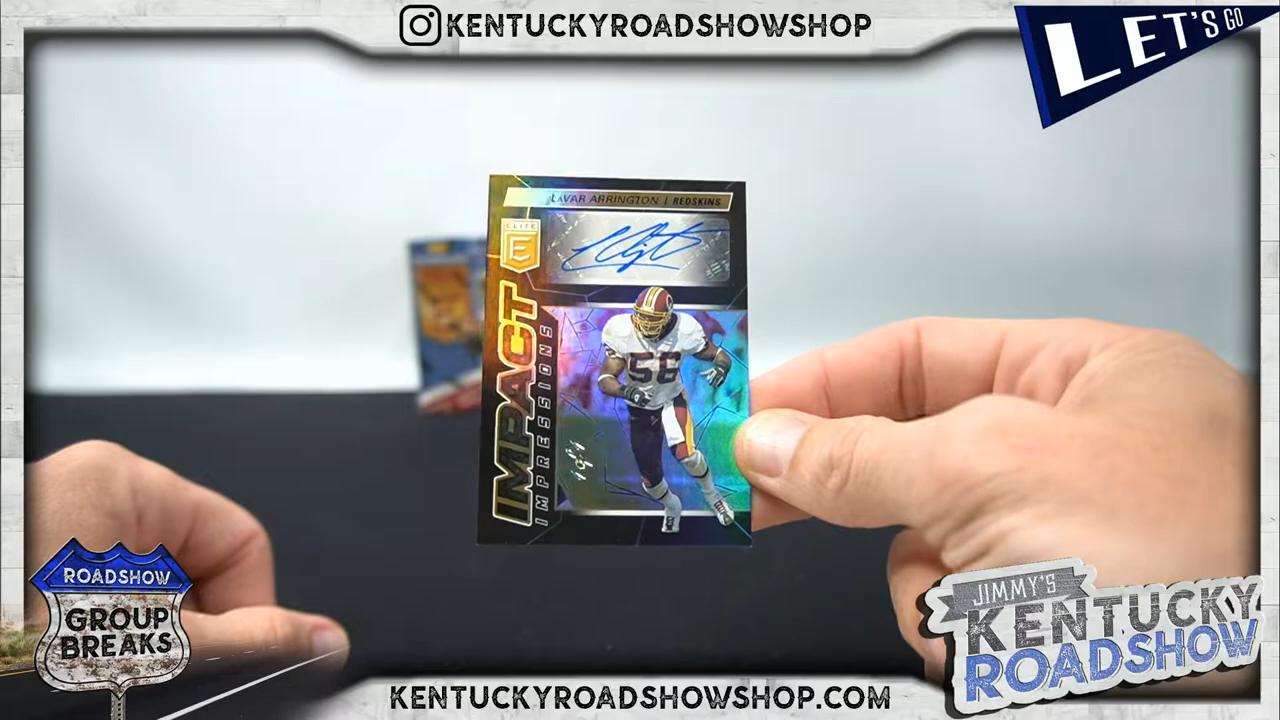 KENTUCKYROADSHOWSHOP
LET'S GO
LAVAR ARRINGTON | REDSKINS
ELITE
E
IMPACT
IMPRESSIONS
56
ROADSHOW
GROUP
BREAKS
JIMMY'S
KENTUCKY
ROADSHOW
KENTUCKYROADSHOWSHOP.COM